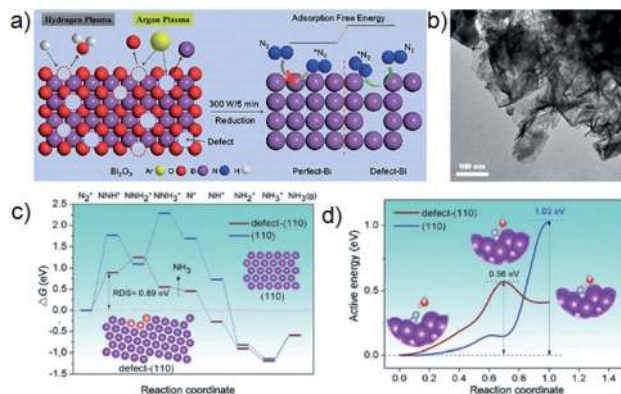 a)
Hydrogen Plasma
Argon Plasma
Adsorption Free Energy
N₂
*N₂
*N₂
N₂
300 W/5 min
Reduction
Defect
Bi₂O₃
Ar O Bi N H
Perfect-Bi
Defect-Bi
b)
100 nm
c)
N₂* NNH* NNH₂* NNH₃* N* NH* NH₂* NH₃* NH₃(g)
2.5
2.0
1.5
1.0
0.5
0.0
-0.5
-1.0
-1.5
ΔG (eV)
defect-(110)
(110)
NH₃
RDS= 0.89 eV
(110)
defect-(110)
Reaction coordinate
d)
defect-(110)
(110)
1.03 eV
0.56 eV
1.0
0.5
0.0
Active energy (eV)
0.0 0.2 0.4 0.6 0.8 1.0 1.2 1.4
Reaction coordinate